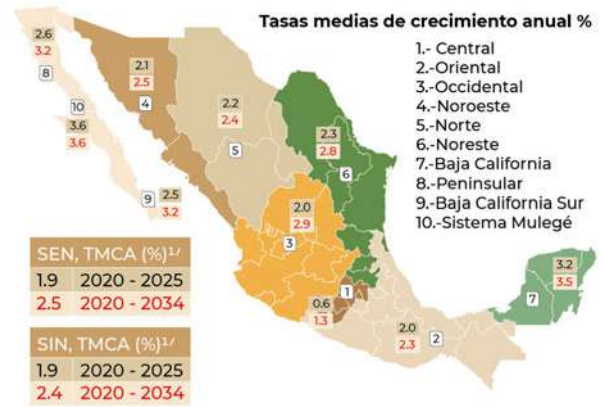 Tasas medias de crecimiento anual %
1.- Central
2.-Oriental
3.-Occidental
4.-Noroeste
5.-Norte
6.-Noreste
7.-Baja California
8.-Peninsular
9.-Baja California Sur
10.-Sistema Mulegé
2.6
3.2
8
10
3.6
3.6
2.1
2.5
4
2.2
2.4
5
2.3
2.8
6
9
2.5
3.2
2.0
2.9
3
0.6
1.3
1
2.0
2.3
2
3.2
3.5
7
SEN, TMCA (%)¹/
1.9 2020 - 2025
2.5 2020 - 2034
SIN, TMCA (%)¹/
1.9 2020 - 2025
2.4 2020 - 2034